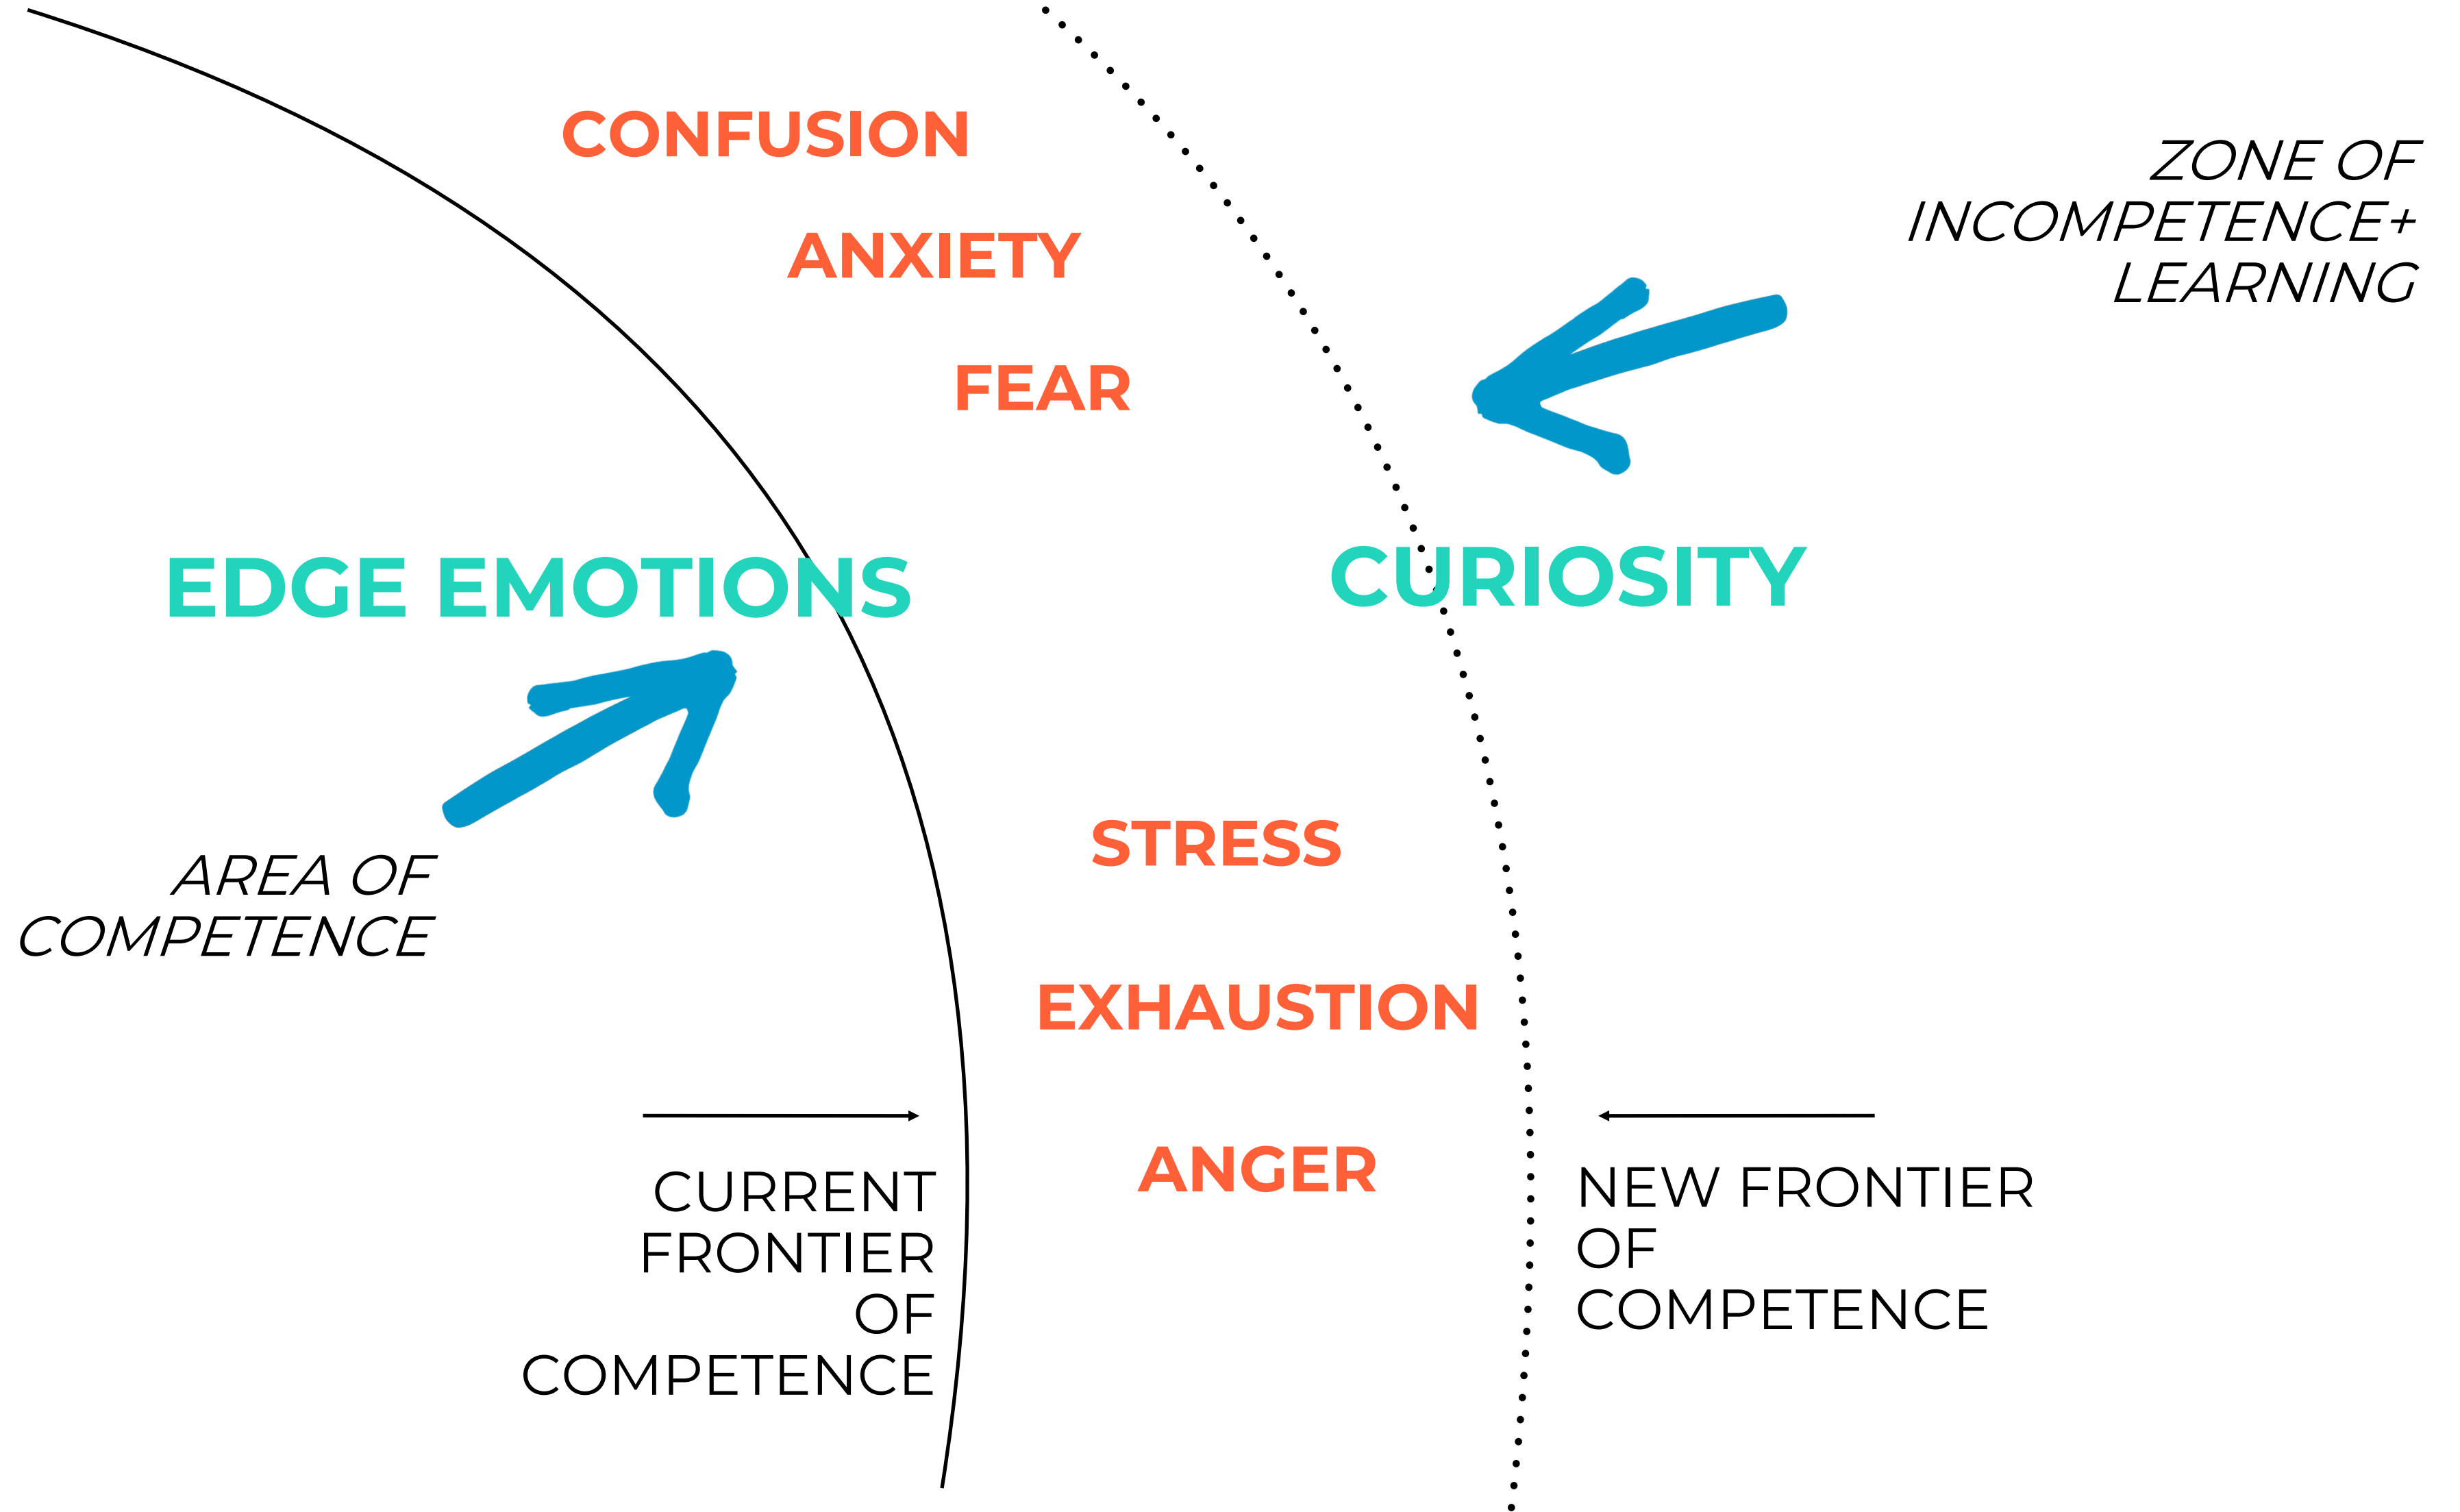 CONFUSION
ZONE OF
INCOMPETENCE+
LEARNING
ANXIETY
FEAR
EDGE EMOTIONS
CURIOSITY
STRESS
AREA OF
COMPETENCE
EXHAUSTION
ANGER
CURRENT
FRONTIER
OF
COMPETENCE
NEW FRONTIER
OF
COMPETENCE